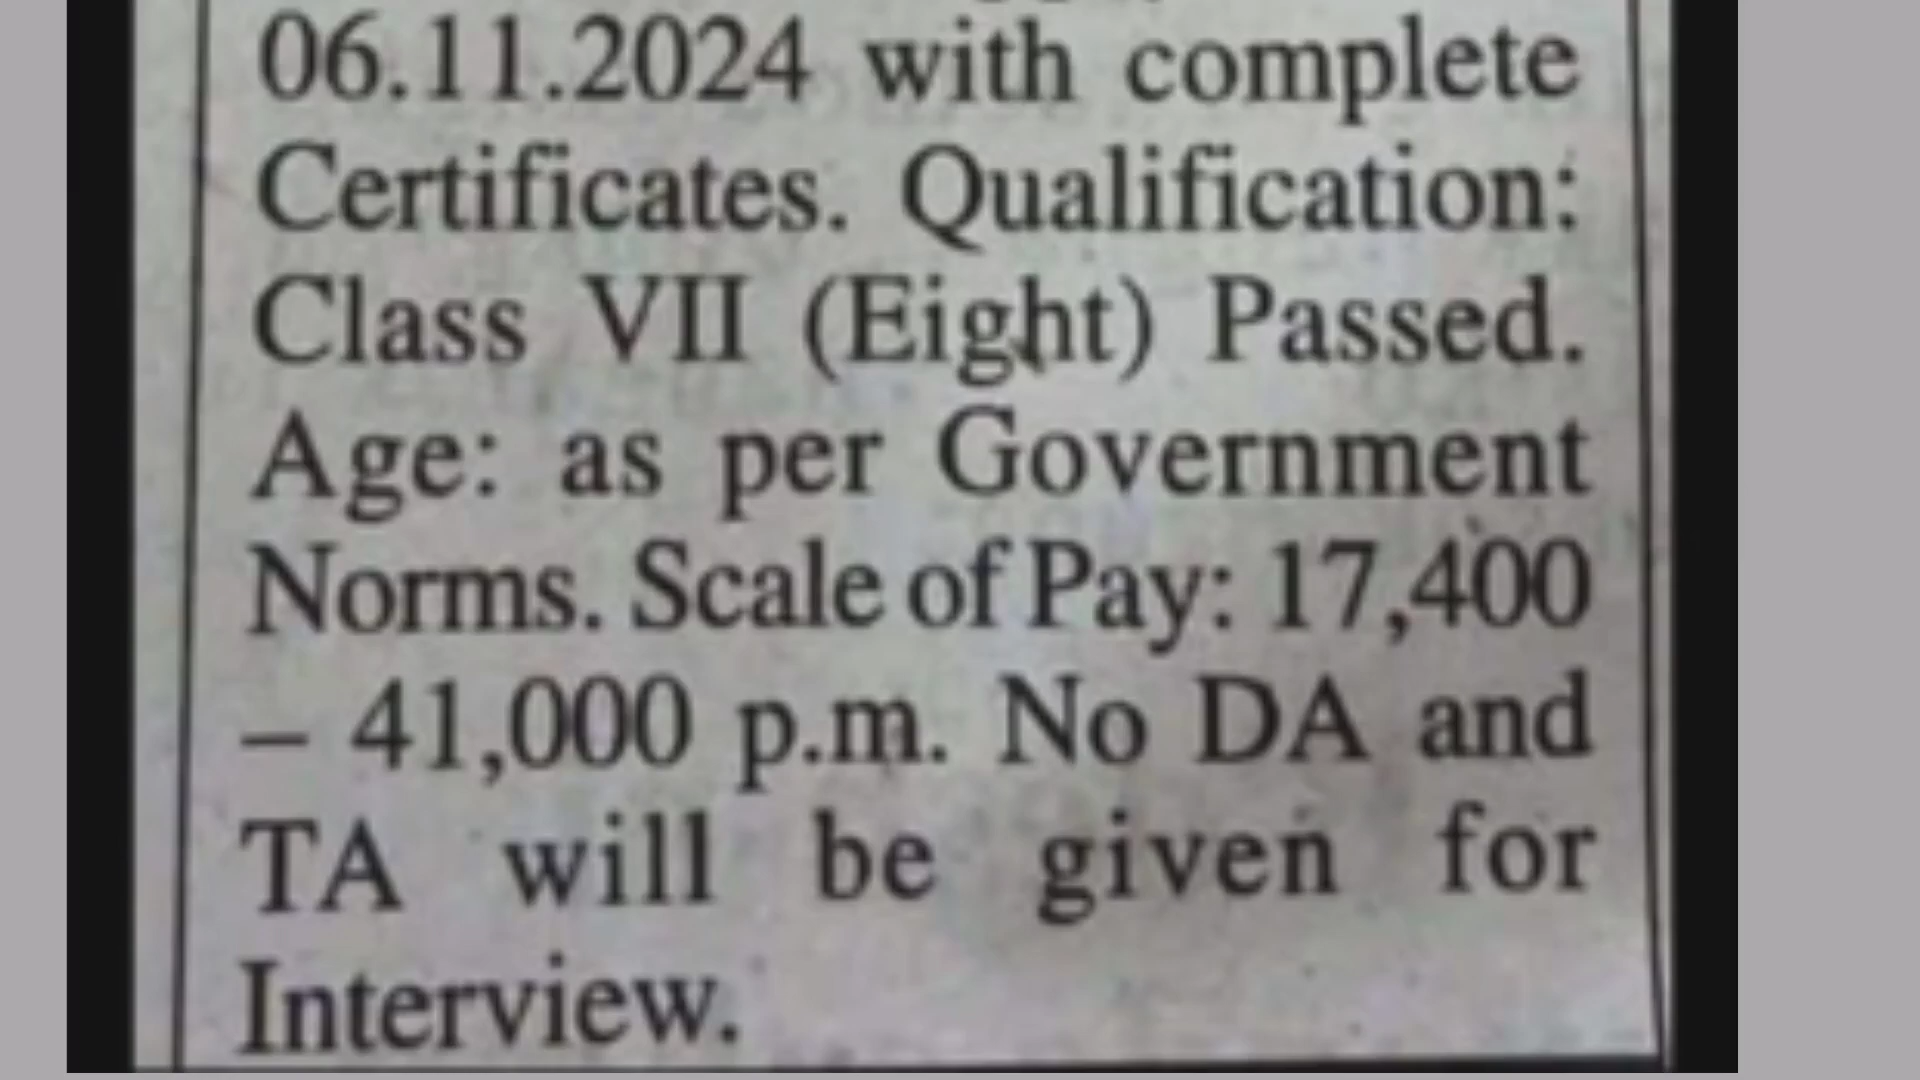 06.11.2024 with complete
Certificates. Qualification:
Class VII (Eight) Passed.
Age: as per Government
Norms. Scale of Pay: 17,400
– 41,000 p.m. No DA and
TA will be given for
Interview.